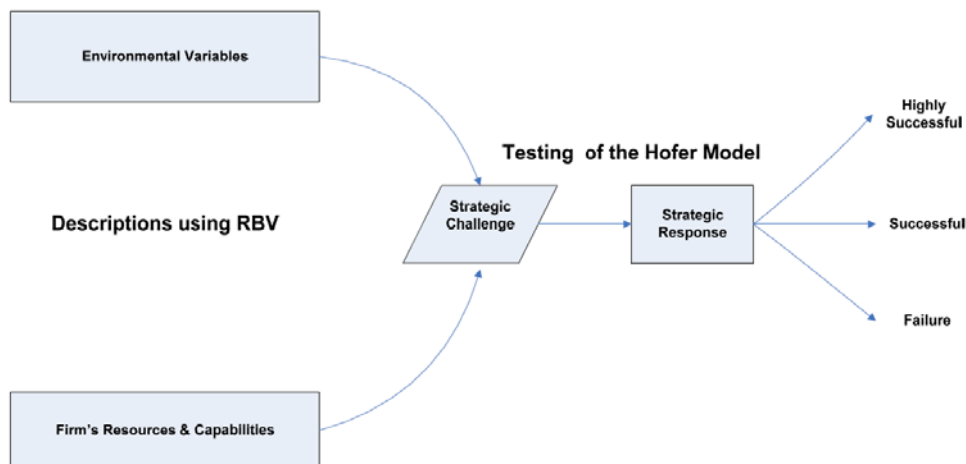 Environmental Variables
Highly
Successful
Testing of the Hofer Model
Strategic
Challenge
Strategic
Response
Descriptions using RBV
Successful
Failure
Firm's Resources & Capabilities